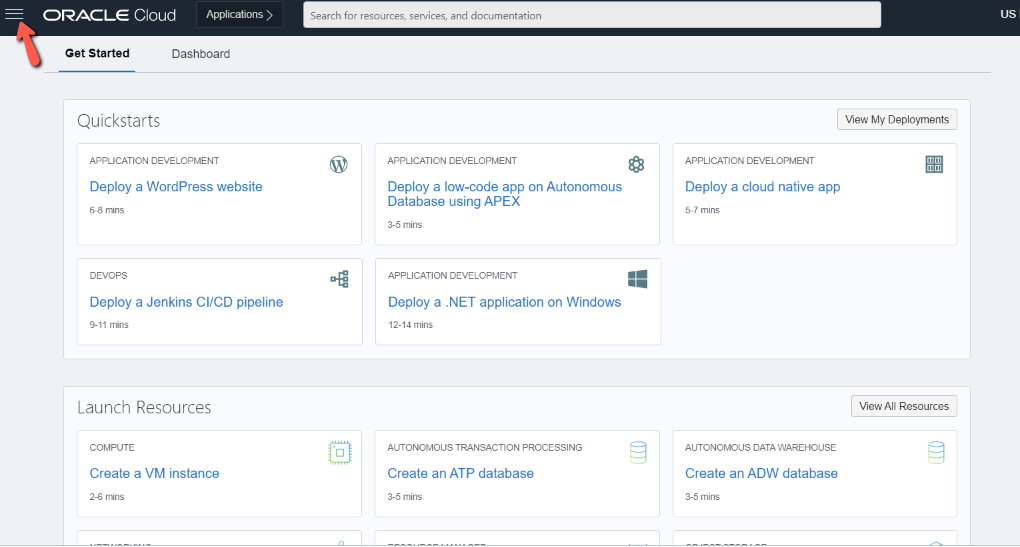 ORACLE Cloud
Applications
Search for resources, services, and documentation
US
Get Started
Dashboard
Quickstarts
View My Deployments
APPLICATION DEVELOPMENT
Deploy a WordPress website
6-8 mins
APPLICATION DEVELOPMENT
Deploy a low-code app on Autonomous
Database using APEX
3-5 mins
APPLICATION DEVELOPMENT
Deploy a cloud native app
5-7 mins
DEVOPS
Deploy a Jenkins CI/CD pipeline
9-11 mins
APPLICATION DEVELOPMENT
Deploy a .NET application on Windows
12-14 mins
Launch Resources
View All Resources
COMPUTE
Create a VM instance
2-6 mins
AUTONOMOUS TRANSACTION PROCESSING
Create an ATP database
3-5 mins
AUTONOMOUS DATA WAREHOUSE
Create an ADW database
3-5 mins
NETWORKING
RESOURCE MANAGER
OBJECT STORAGE